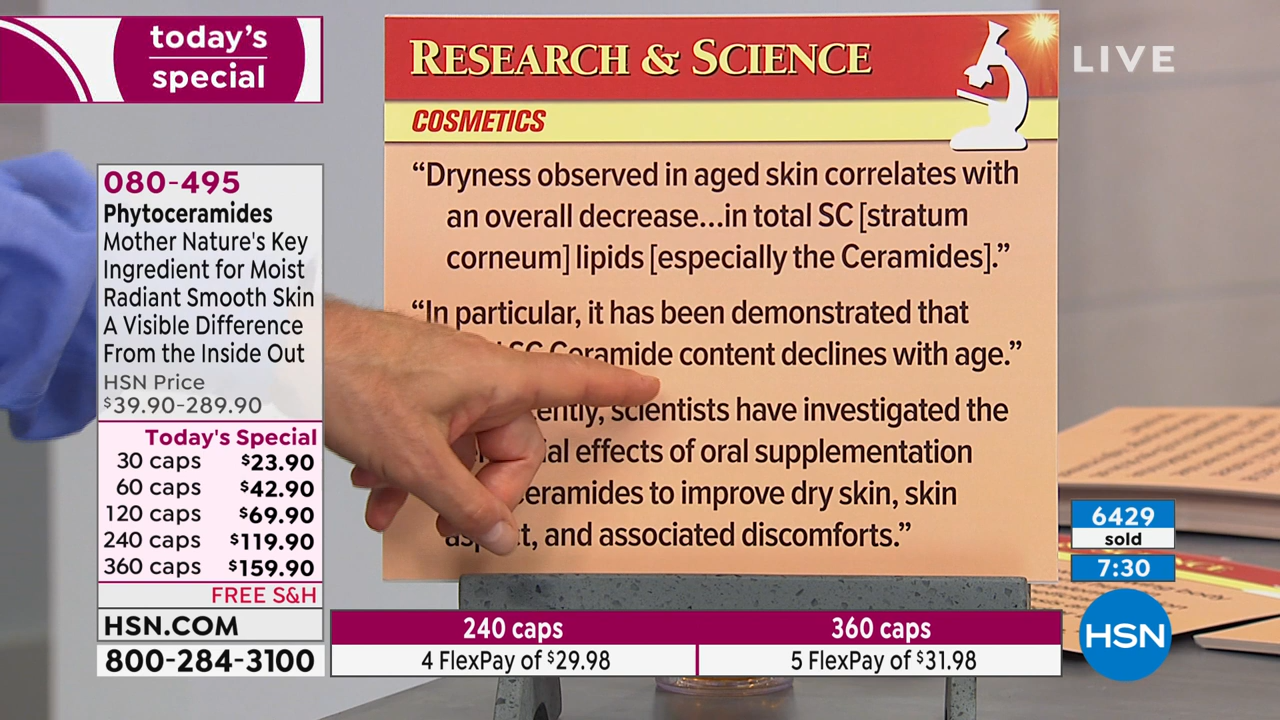 today's
special
LIVE
RESEARCH & SCIENCE
COSMETICS
“Dryness observed in aged skin correlates with
an overall decrease...in total SC [stratum
corneum] lipids [especially the Ceramides].”
“In particular, it has been demonstrated that
SC Ceramide content declines with age.”
scientists have investigated the
effects of oral supplementation
to improve dry skin, skin
and associated discomforts.”
080-495
Phytoceramides
Mother Nature's Key
Ingredient for Moist
Radiant Smooth Skin
A Visible Difference
From the Inside Out
HSN Price
$39.90-289.90
Today's Special
30 caps $23.90
60 caps $42.90
120 caps $69.90
240 caps $119.90
360 caps $159.90
FREE S&H
HSN.COM
800-284-3100
240 caps
4 FlexPay of $29.98
360 caps
5 FlexPay of $31.98
6429
sold
7:30
HSN